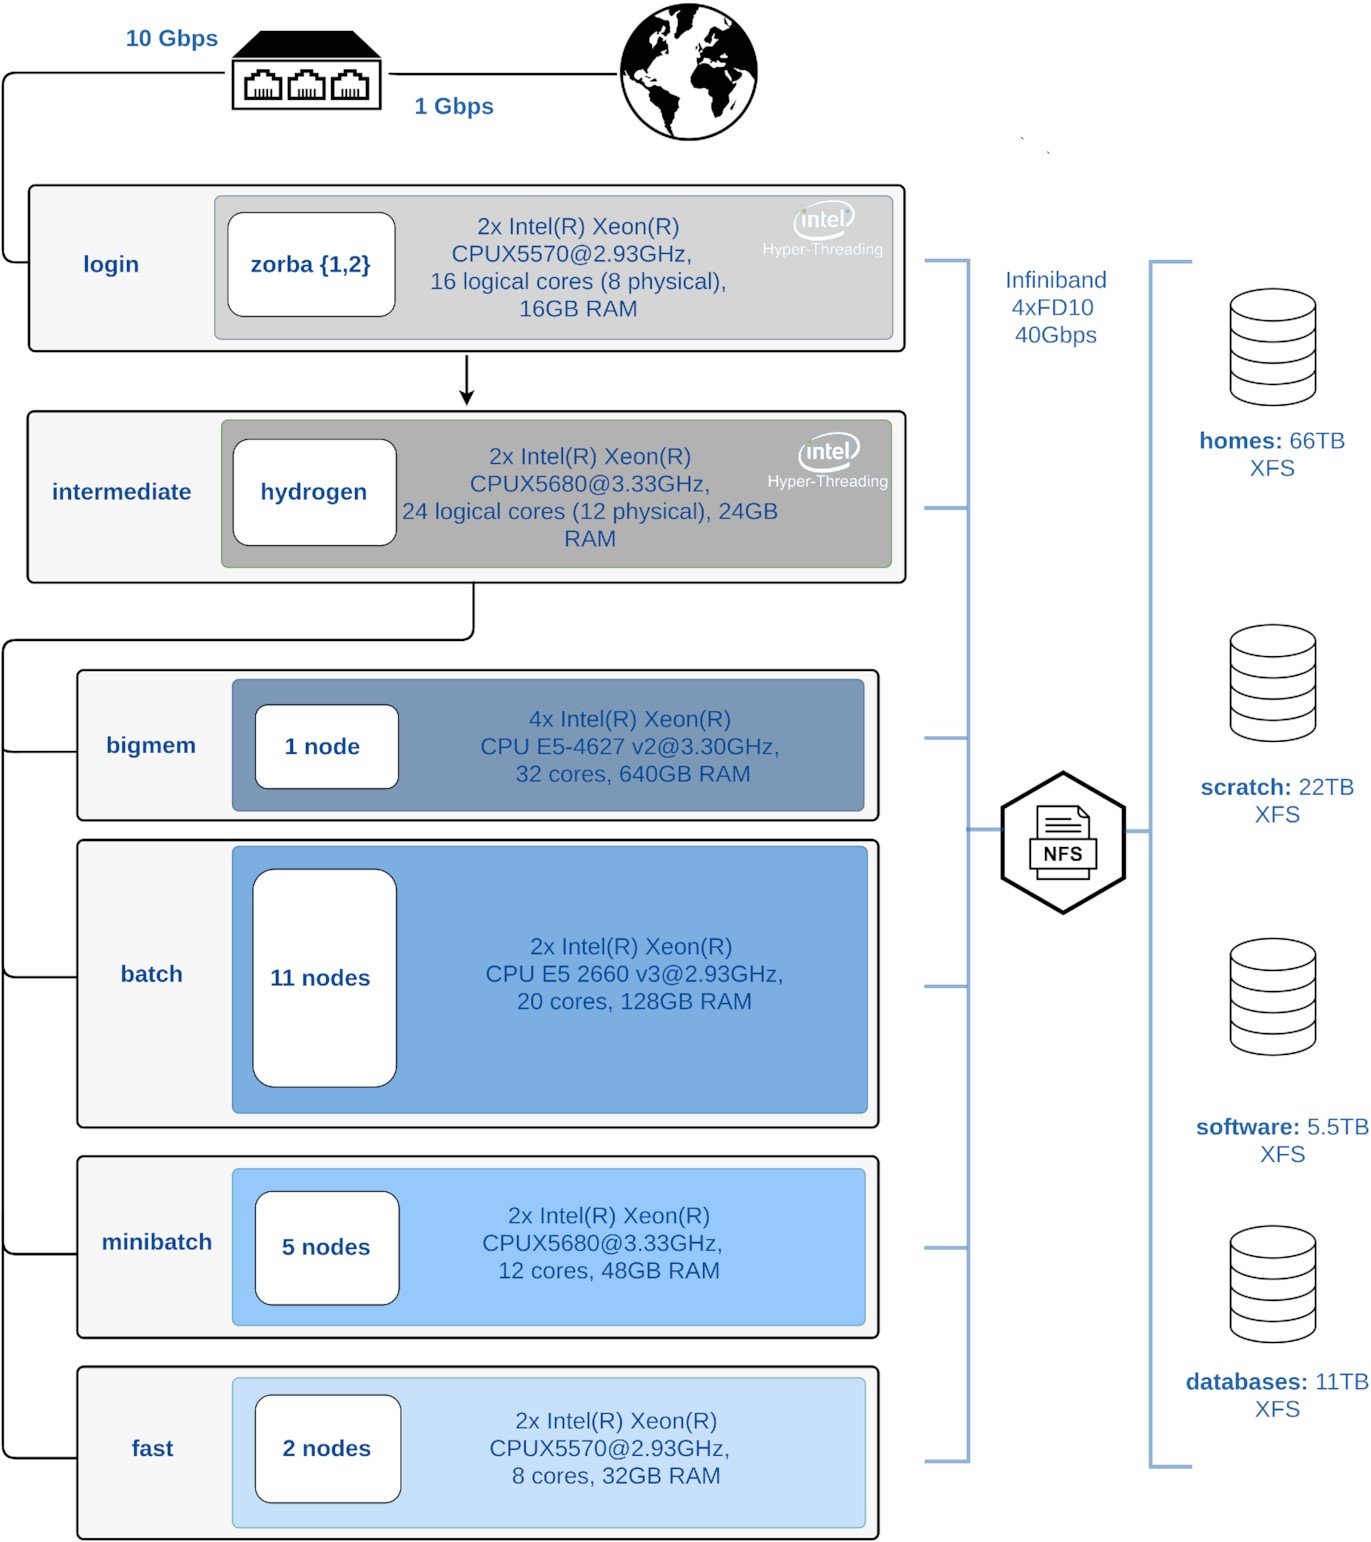 10 Gbps
1 Gbps
login
zorba {1,2}
2x Intel(R) Xeon(R)
CPUX5570@2.93GHz,
16 logical cores (8 physical),
16GB RAM
intel
Hyper-Threading
intermediate
hydrogen
2x Intel(R) Xeon(R)
CPUX5680@3.33GHz,
24 logical cores (12 physical), 24GB
RAM
intel
Hyper-Threading
bigmem
1 node
4x Intel(R) Xeon(R)
CPU E5-4627 v2@3.30GHz,
32 cores, 640GB RAM
batch
11 nodes
2x Intel(R) Xeon(R)
CPU E5 2660 v3@2.93GHz,
20 cores, 128GB RAM
minibatch
5 nodes
2x Intel(R) Xeon(R)
CPUX5680@3.33GHz,
12 cores, 48GB RAM
fast
2 nodes
2x Intel(R) Xeon(R)
CPUX5570@2.93GHz,
8 cores, 32GB RAM
Infiniband
4xFD10
40Gbps
NFS
homes: 66TB
XFS
scratch: 22TB
XFS
software: 5.5TB
XFS
databases: 11TB
XFS